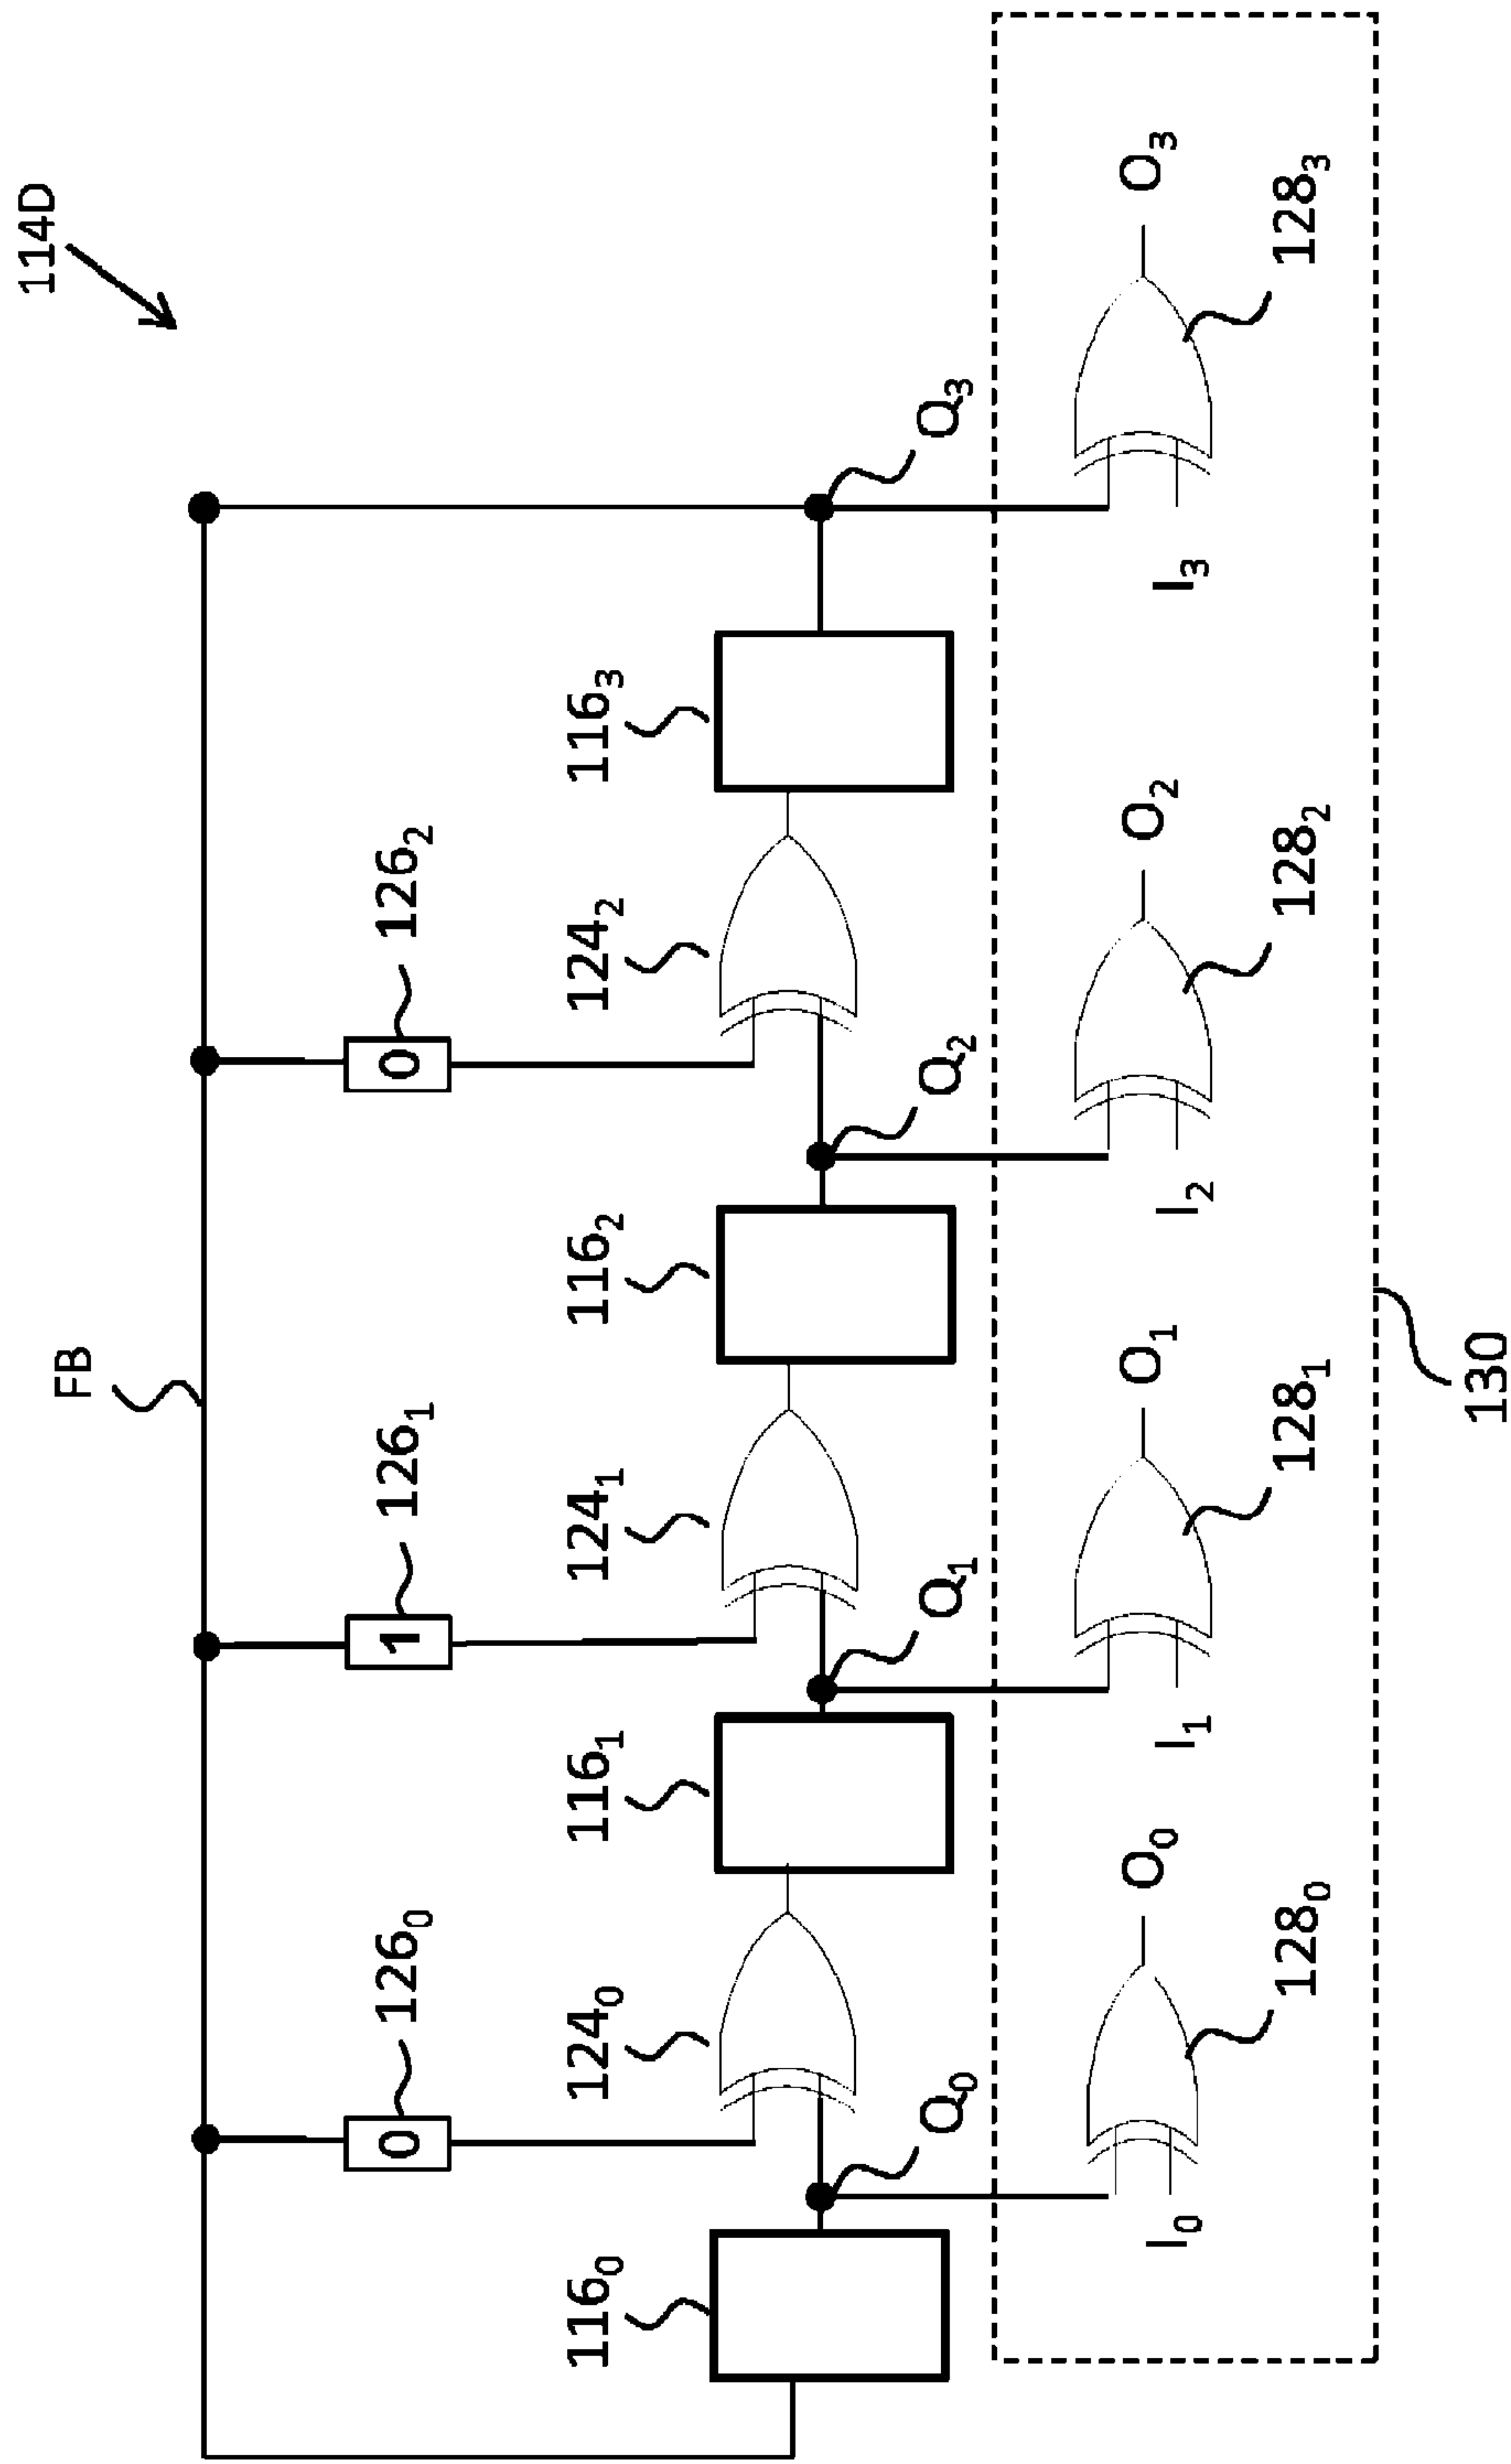 114D
FB
126₀
126₁
126₂
0
1
0
116₀
124₀
116₁
124₁
116₂
124₂
116₃
Q₀
Q₁
Q₂
Q₃
I₀
O₀
I₁
O₁
I₂
O₂
I₃
O₃
128₀
128₁
128₂
128₃
130